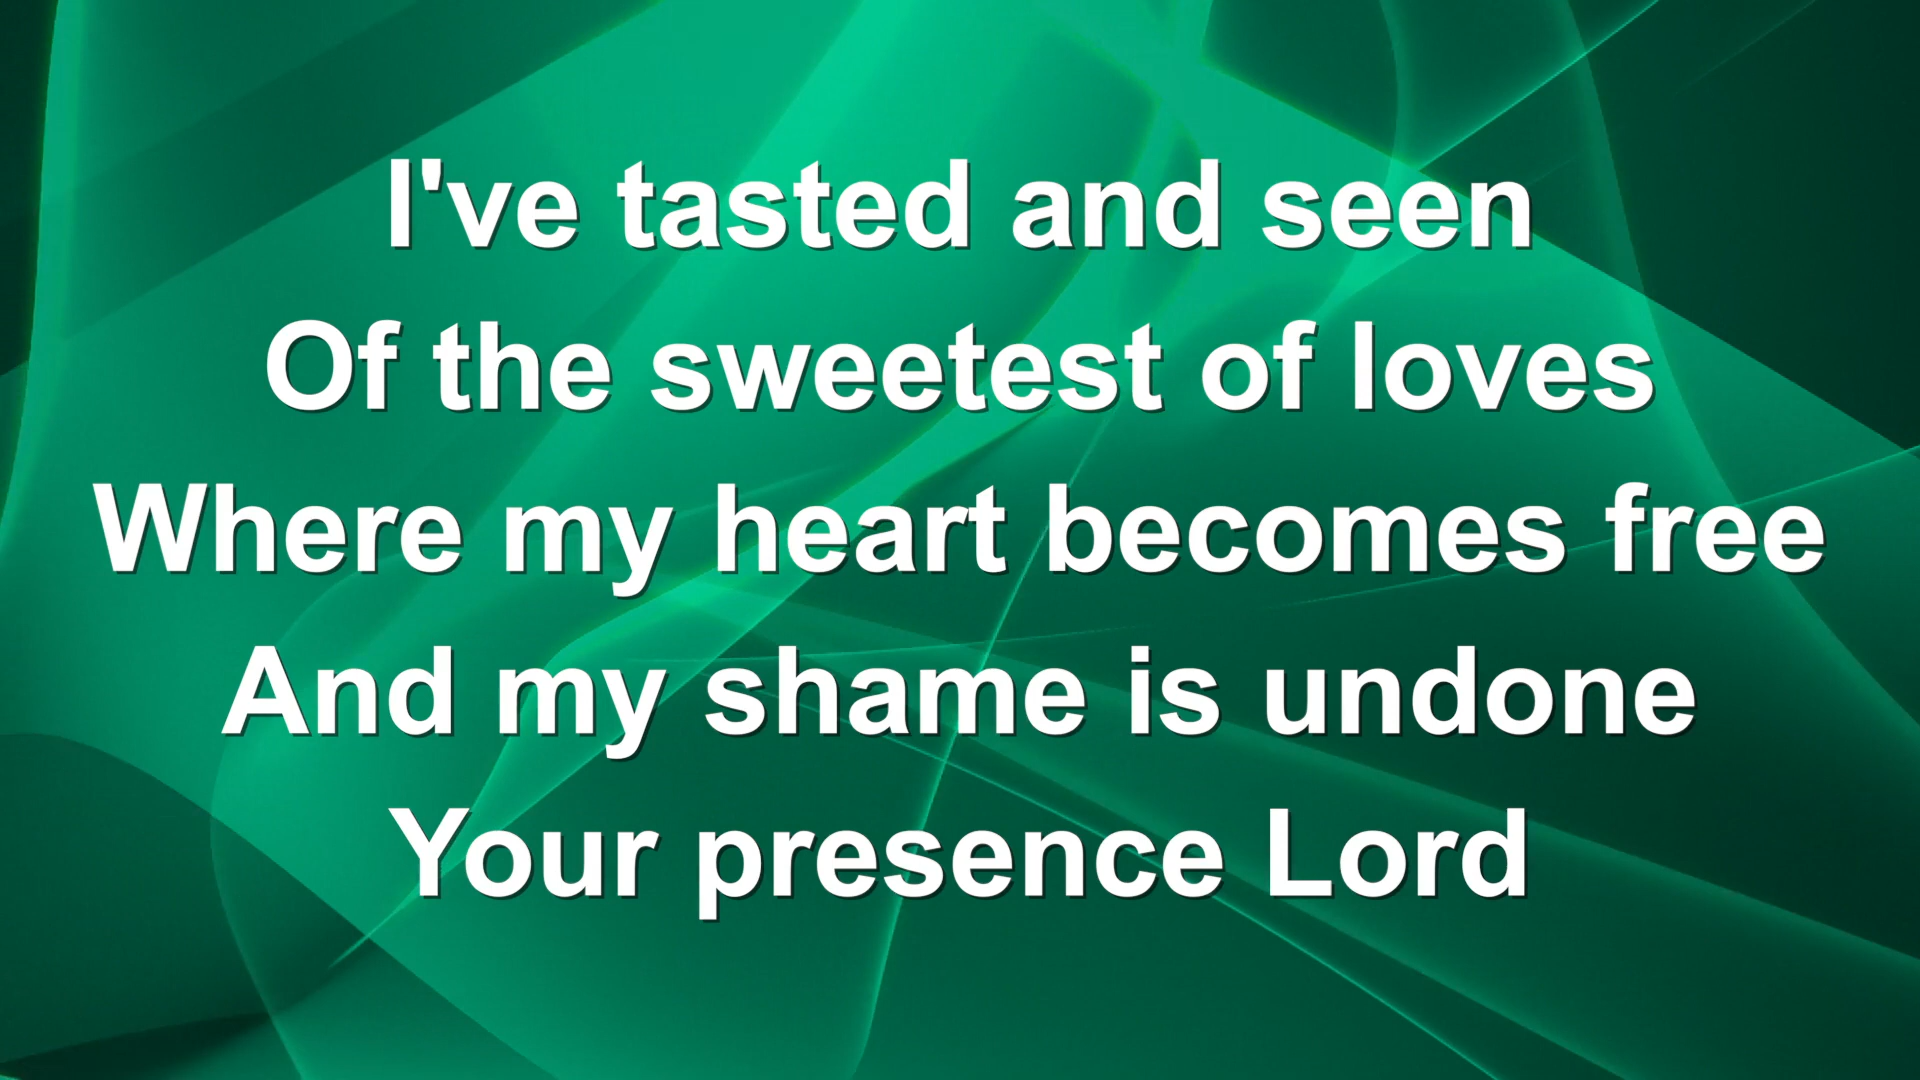 I've tasted and seen
Of the sweetest of loves
Where my heart becomes free
And my shame is undone
Your presence Lord